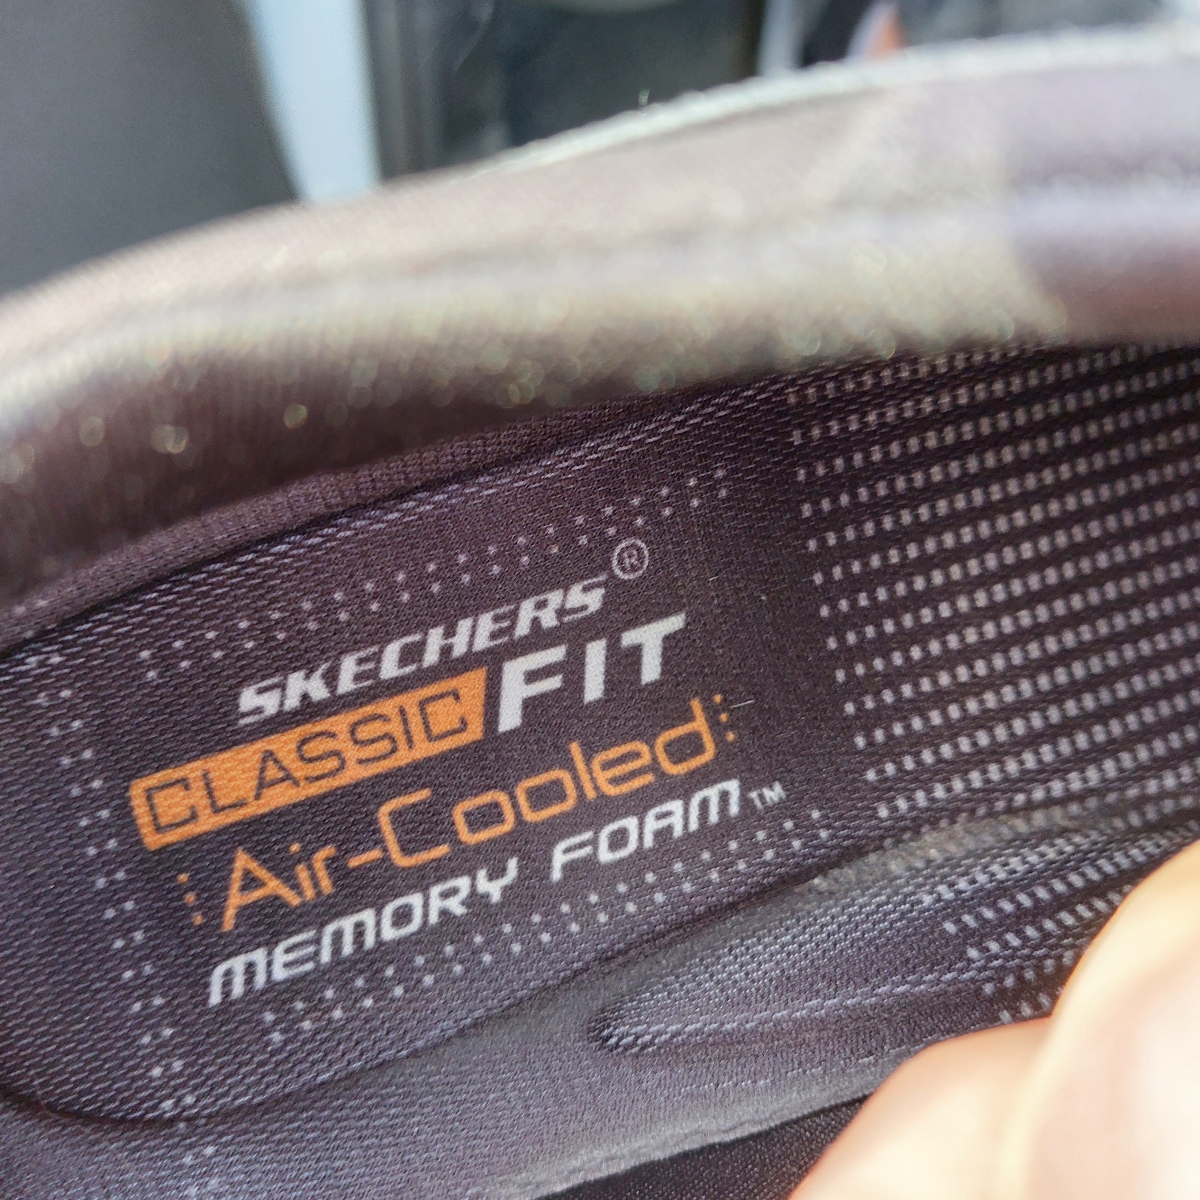 SKECHERS®
CLASSIC FIT
Air-Cooled
MEMORY FOAM™